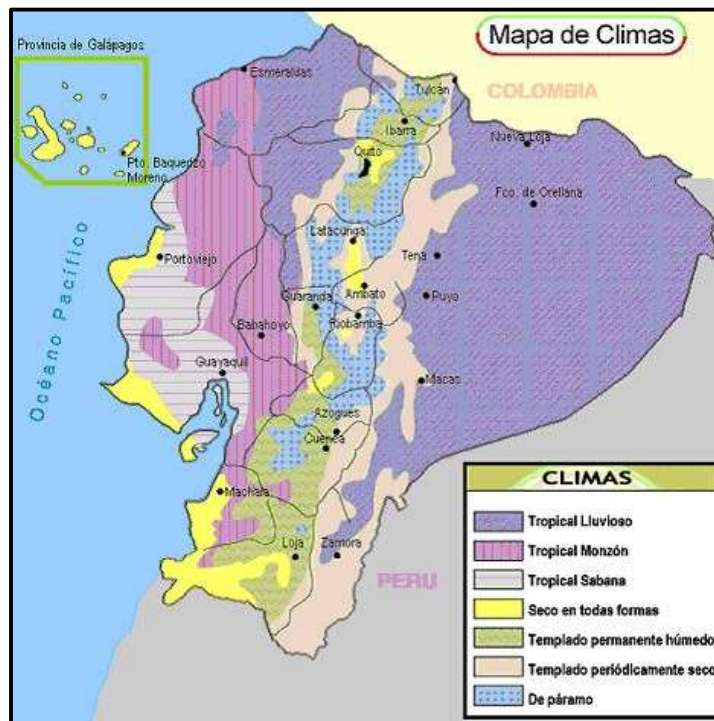 Mapa de Climas
Provincia de Galápagos
Pto. Baquerizo
Moreno
Océano Pacífico
COLOMBIA
PERU
Esmeraldas
Tulcán
Ibarra
Quito
Nueva Loja
Fco. de Orellana
Latacunga
Tena
Portoviejo
Ambato
Puyo
Guaranda
Riobamba
Babahoyo
Guayaquil
Macas
Azogues
Cuenca
Machala
Loja
Zamora
CLIMAS
Tropical Lluvioso
Tropical Monzón
Tropical Sabana
Seco en todas formas
Templado permanente húmedo
Templado periódicamente seco
De páramo